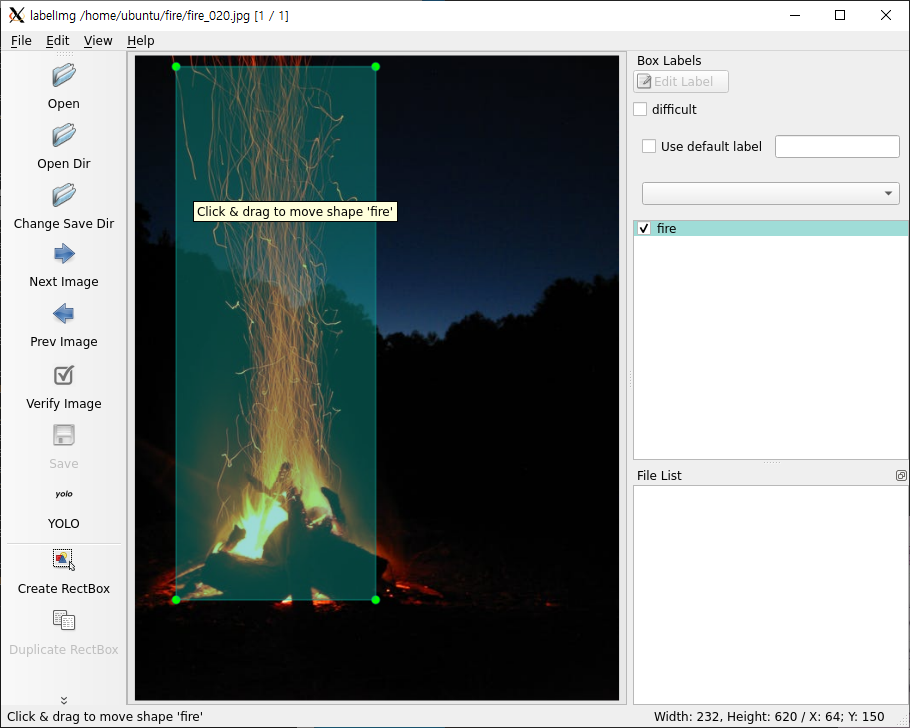 labelImg /home/ubuntu/fire/fire_020.jpg [1 / 1]
File Edit View Help
Open
Open Dir
Change Save Dir
Next Image
Prev Image
Verify Image
Save
yolo
YOLO
Create RectBox
Duplicate RectBox
Click & drag to move shape 'fire'
Box Labels
Edit Label
difficult
Use default label
fire
File List
Click & drag to move shape 'fire'
Width: 232, Height: 620 / X: 64; Y: 150